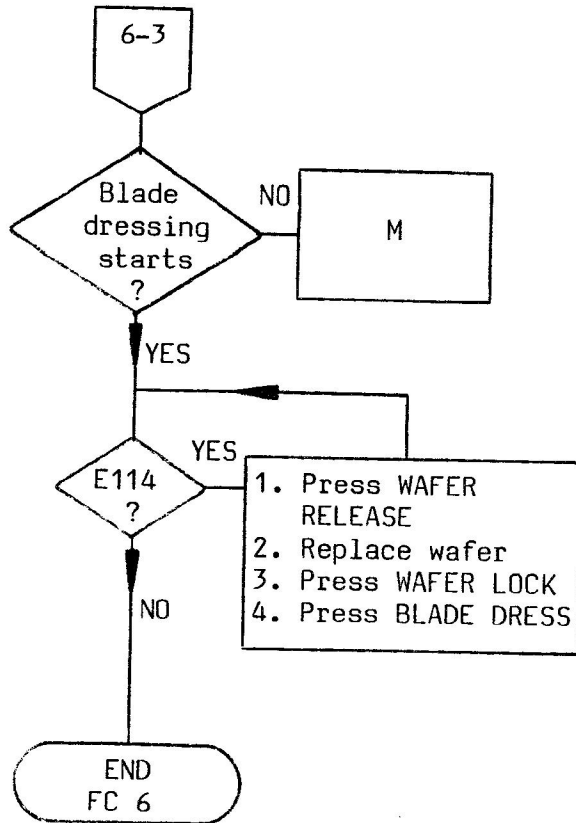 6-3
Blade
dressing
starts
?
NO
M
YES
E114
?
YES
1. Press WAFER
RELEASE
2. Replace wafer
3. Press WAFER LOCK
4. Press BLADE DRESS
NO
END
FC 6